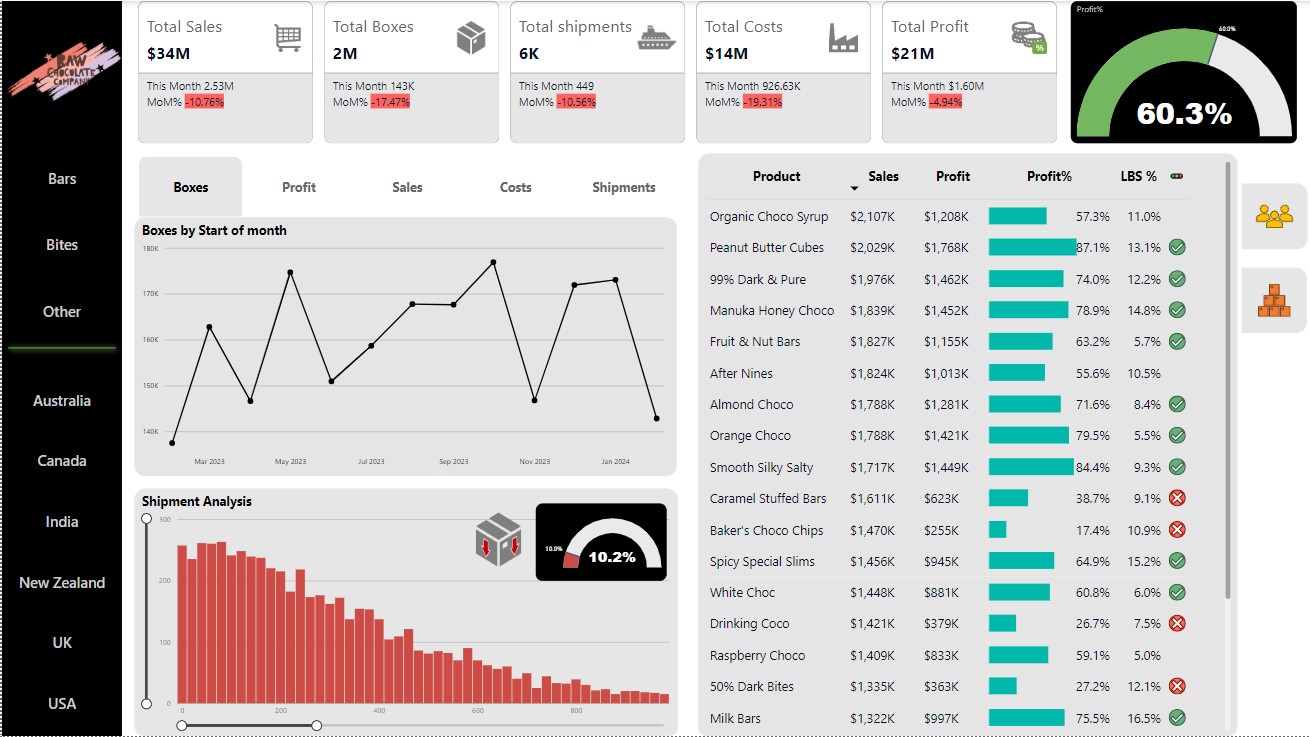 RAW
CHOCOLATE
COMPANY
Bars
Bites
Other
Australia
Canada
India
New Zealand
UK
USA
Total Sales
$34M
This Month 2.53M
MoM% -10.76%
Total Boxes
2M
This Month 143K
MoM% -17.47%
Total shipments
6K
This Month 449
MoM% -10.56%
Total Costs
$14M
This Month 926.63K
MoM% -19.31%
Total Profit
$21M
%
This Month $1.60M
MoM% -4.94%
Profit%
60.0%
60.3%
Boxes Profit Sales Costs Shipments
Boxes by Start of month
180K
170K
160K
150K
140K
Mar 2023 May 2023 Jul 2023 Sep 2023 Nov 2023 Jan 2024
Shipment Analysis
300
200
100
0
0 200 400 600 800
10.0%
10.2%
Product Sales Profit Profit% LBS %
Organic Choco Syrup $2,107K $1,208K 57.3% 11.0%
Peanut Butter Cubes $2,029K $1,768K 87.1% 13.1%
99% Dark & Pure $1,976K $1,462K 74.0% 12.2%
Manuka Honey Choco $1,839K $1,452K 78.9% 14.8%
Fruit & Nut Bars $1,827K $1,155K 63.2% 5.7%
After Nines $1,824K $1,013K 55.6% 10.5%
Almond Choco $1,788K $1,281K 71.6% 8.4%
Orange Choco $1,788K $1,421K 79.5% 5.5%
Smooth Silky Salty $1,717K $1,449K 84.4% 9.3%
Caramel Stuffed Bars $1,611K $623K 38.7% 9.1%
Baker's Choco Chips $1,470K $255K 17.4% 10.9%
Spicy Special Slims $1,456K $945K 64.9% 15.2%
White Choc $1,448K $881K 60.8% 6.0%
Drinking Coco $1,421K $379K 26.7% 7.5%
Raspberry Choco $1,409K $833K 59.1% 5.0%
50% Dark Bites $1,335K $363K 27.2% 12.1%
Milk Bars $1,322K $997K 75.5% 16.5%